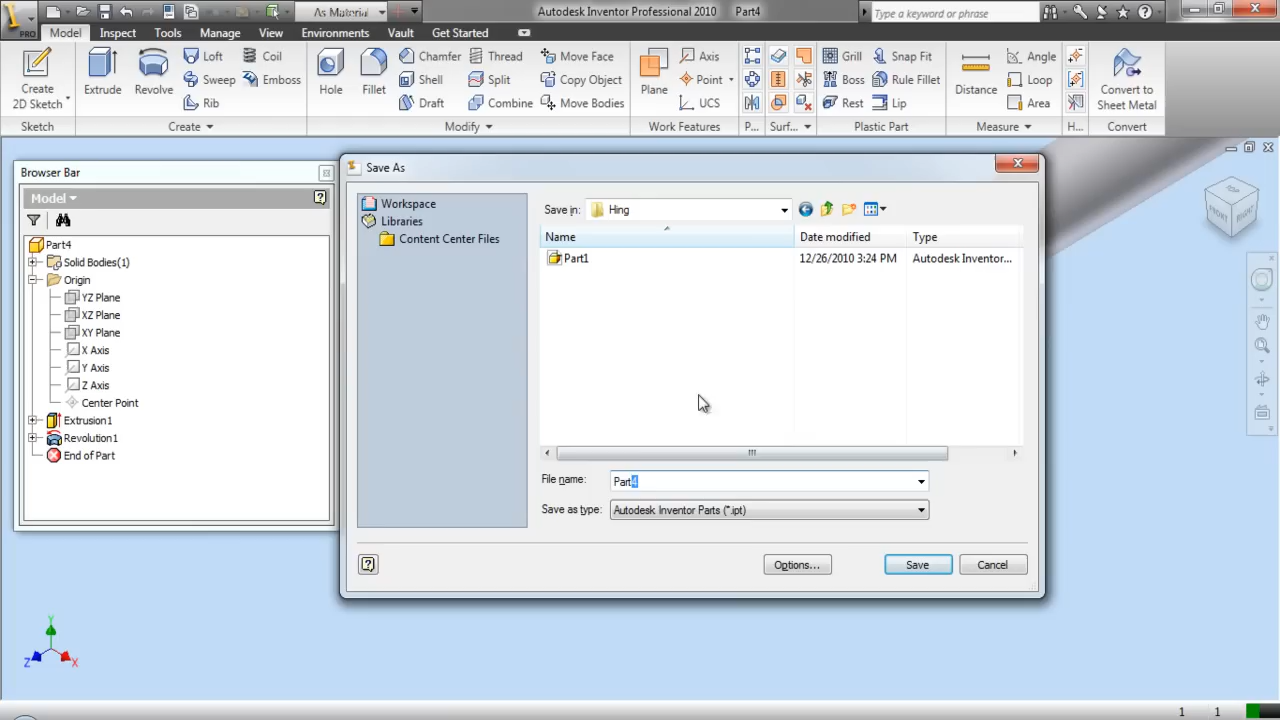 As Material
Autodesk Inventor Professional 2010 Part4
Type a keyword or phrase
PRO
Model Inspect Tools Manage View Environments Vault Get Started
Create
2D Sketch
Extrude
Revolve
Loft
Sweep
Rib
Coil
Emboss
Hole
Fillet
Chamfer
Shell
Draft
Thread
Split
Combine
Move Face
Copy Object
Move Bodies
Plane
Axis
Point
UCS
Grill
Boss
Rest
Snap Fit
Rule Fillet
Lip
Distance
Angle
Loop
Area
Convert to
Sheet Metal
Sketch Create Modify Work Features P... Surf... Plastic Part Measure H... Convert
Browser Bar
Model
Part4
Solid Bodies(1)
Origin
YZ Plane
XZ Plane
XY Plane
X Axis
Y Axis
Z Axis
Center Point
Extrusion1
Revolution1
End of Part
Save As
Workspace
Libraries
Content Center Files
Save in: Hing
Name Date modified Type
Part1 12/26/2010 3:24 PM Autodesk Inventor...
File name: Part4
Save as type: Autodesk Inventor Parts (*.ipt)
Options... Save Cancel
TOP
FRONT RIGHT
Y
Z X
1 1